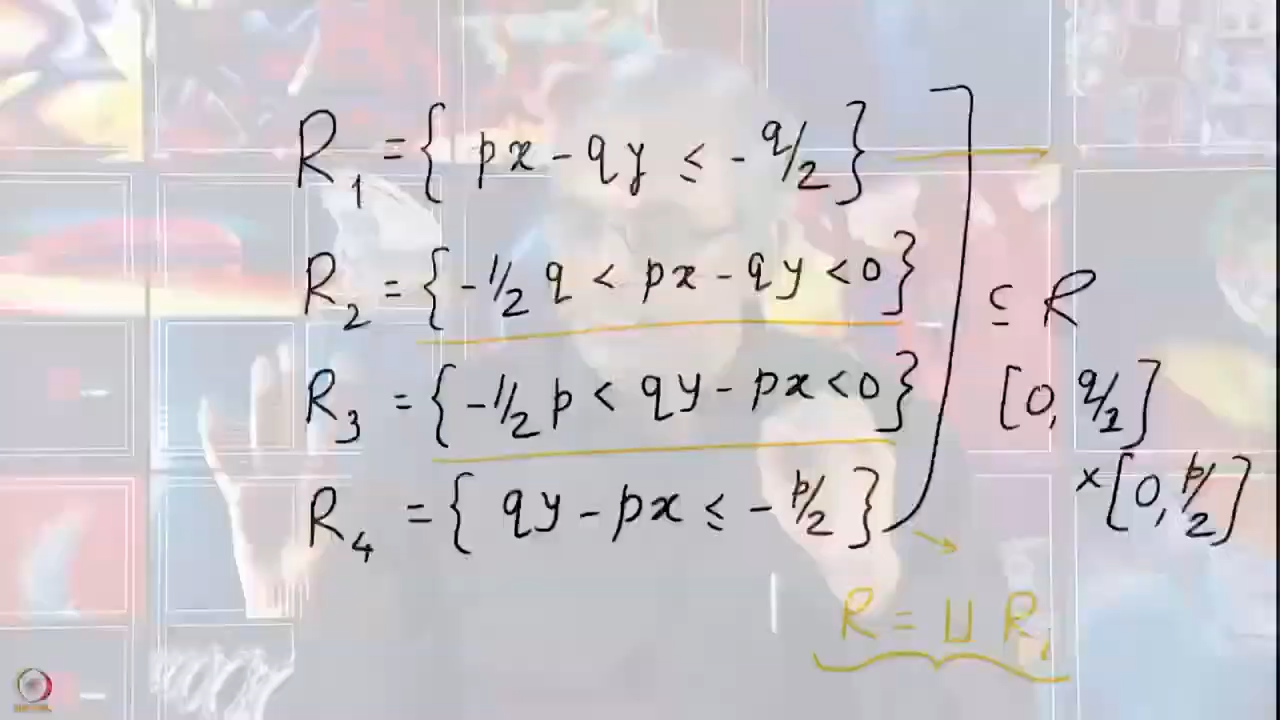 R₁ = { px - qy ≤ - q/2 }
R₂ = { -1/2 q < px - qy < 0 }
R₃ = { -1/2 p < qy - px < 0 }
R₄ = { qy - px ≤ - p/2 }
⊆ R
[0, q/2]
× [0, p/2]
R = ⊔ Rᵢ